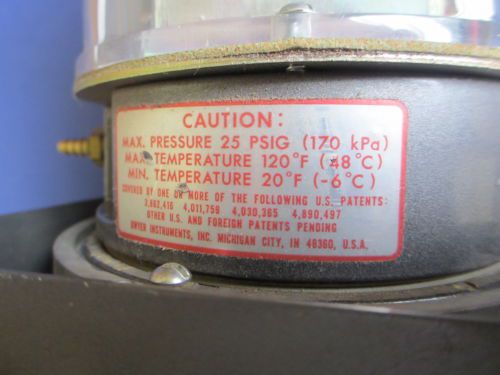 CAUTION:
MAX. PRESSURE 25 PSIG (170 kPa)
MAX. TEMPERATURE 120°F (48°C)
MIN. TEMPERATURE 20°F (-6°C)
COVERED BY ONE OR MORE OF THE FOLLOWING U.S. PATENTS:
3,862,416 4,011,759 4,030,365 4,890,497
OTHER U.S. AND FOREIGN PATENTS PENDING
DWYER INSTRUMENTS, INC. MICHIGAN CITY, IN 46360, U.S.A.